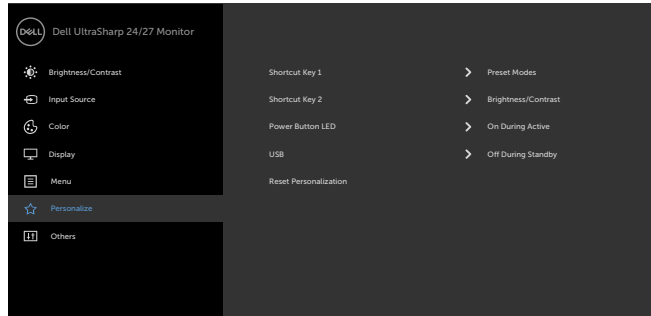 DELL Dell UltraSharp 24/27 Monitor
Brightness/Contrast Shortcut Key 1 Preset Modes
Input Source Shortcut Key 2 Brightness/Contrast
Color Power Button LED On During Active
Display USB Off During Standby
Menu Reset Personalization
Personalize
Others